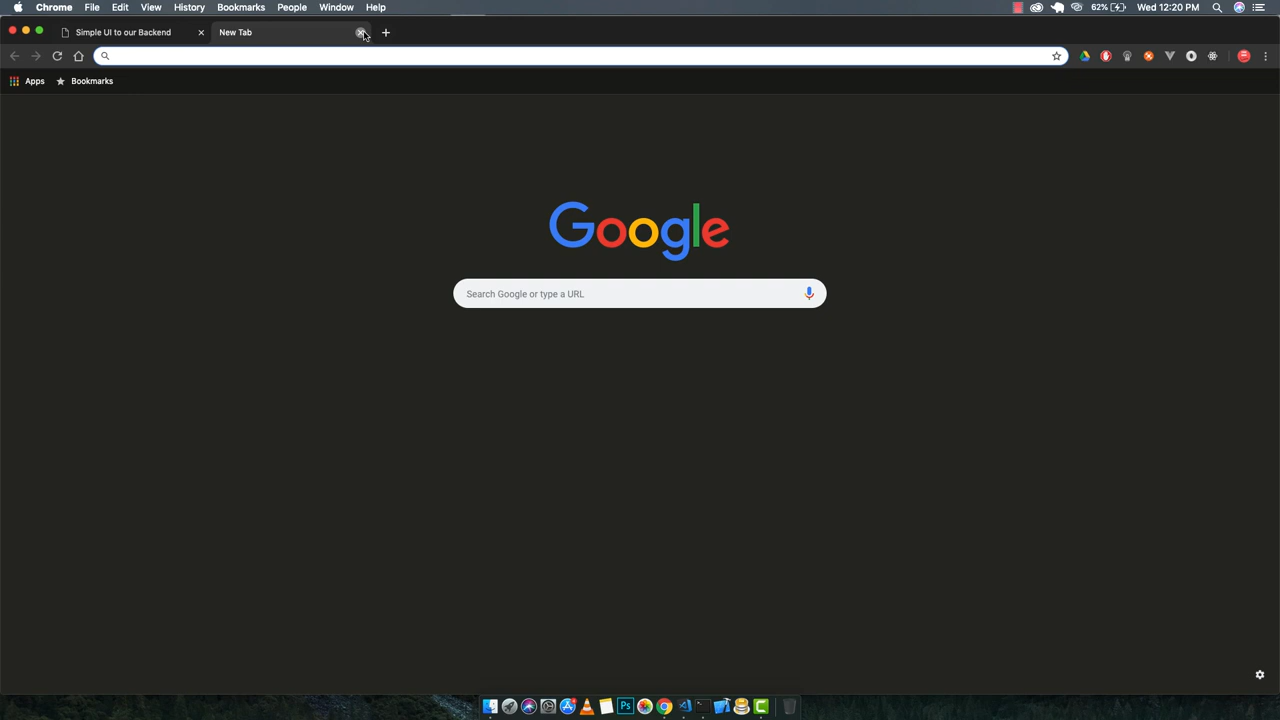 Chrome File Edit View History Bookmarks People Window Help 62% Wed 12:20 PM
Simple UI to our Backend New Tab
Apps Bookmarks
Google
Search Google or type a URL
Ps